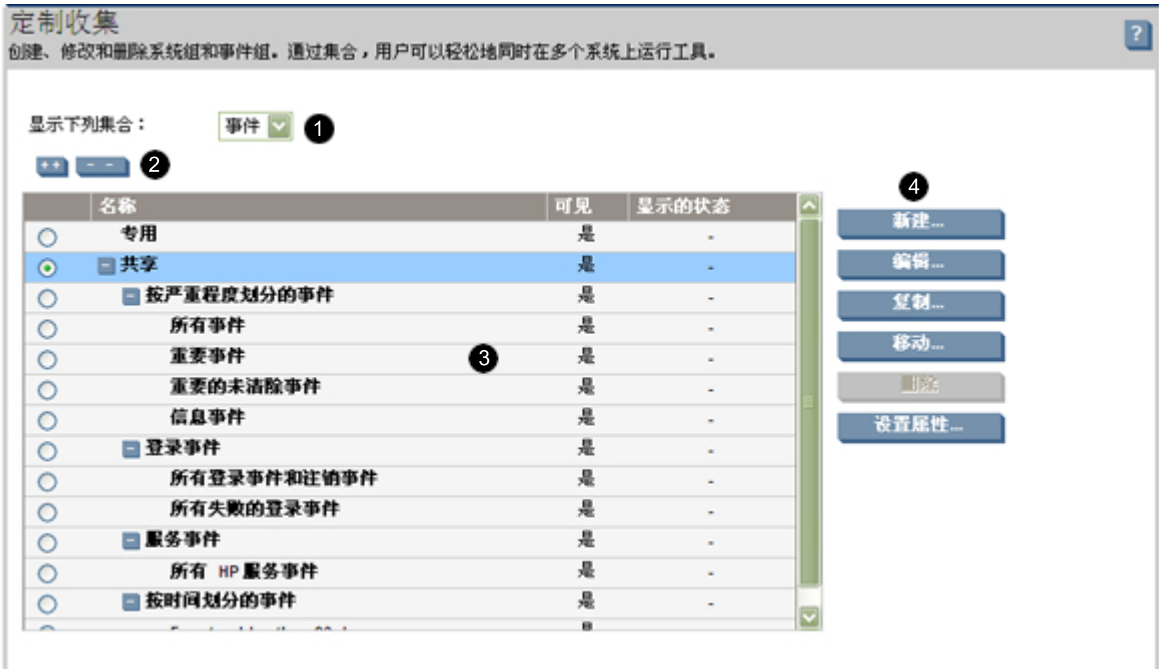 定制收集
创建、修改和删除系统组和事件组。通过集合，用户可以轻松地同时在多个系统上运行工具。
?
显示下列集合： 事件 1
++ - - 2
4
名称 可见 显示的状态
专用 是 -
共享 是 -
按严重程度划分的事件 是 -
所有事件 是 -
重要事件 是 -
3
重要的未清除事件 是 -
信息事件 是 -
登录事件 是 -
所有登录事件和注销事件 是 -
所有失败的登录事件 是 -
服务事件 是 -
所有 HP 服务事件 是 -
按时间划分的事件 是 -
新建...
编辑...
复制...
移动...
删除
设置属性...